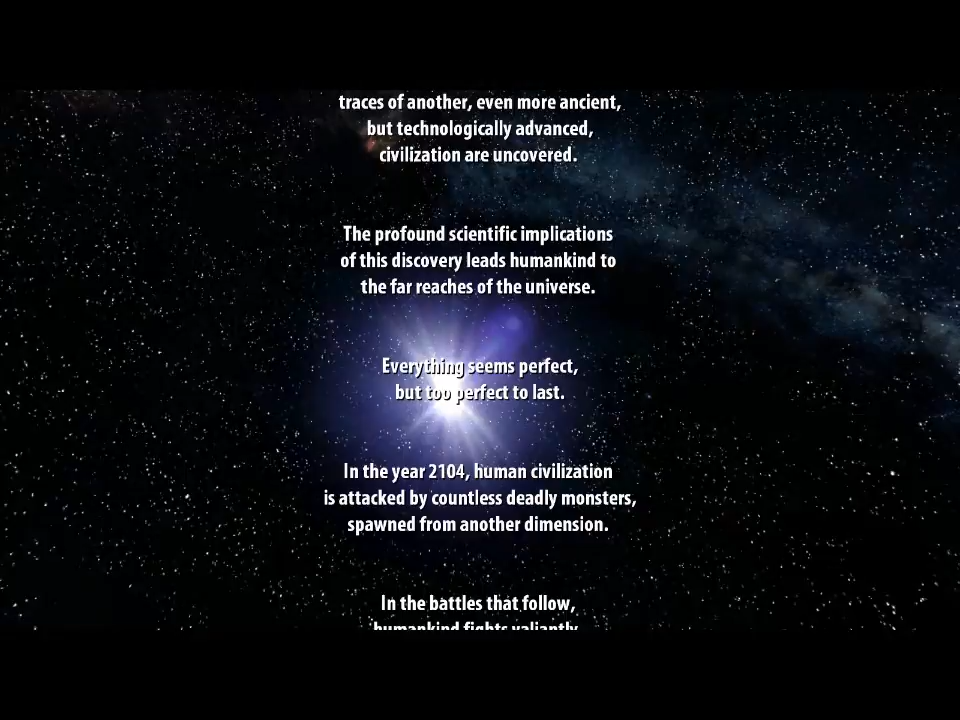 traces of another, even more ancient,
but technologically advanced,
civilization are uncovered.
The profound scientific implications
of this discovery leads humankind to
the far reaches of the universe.
Everything seems perfect,
but too perfect to last.
In the year 2104, human civilization
is attacked by countless deadly monsters,
spawned from another dimension.
In the battles that follow,
humankind fights valiantly